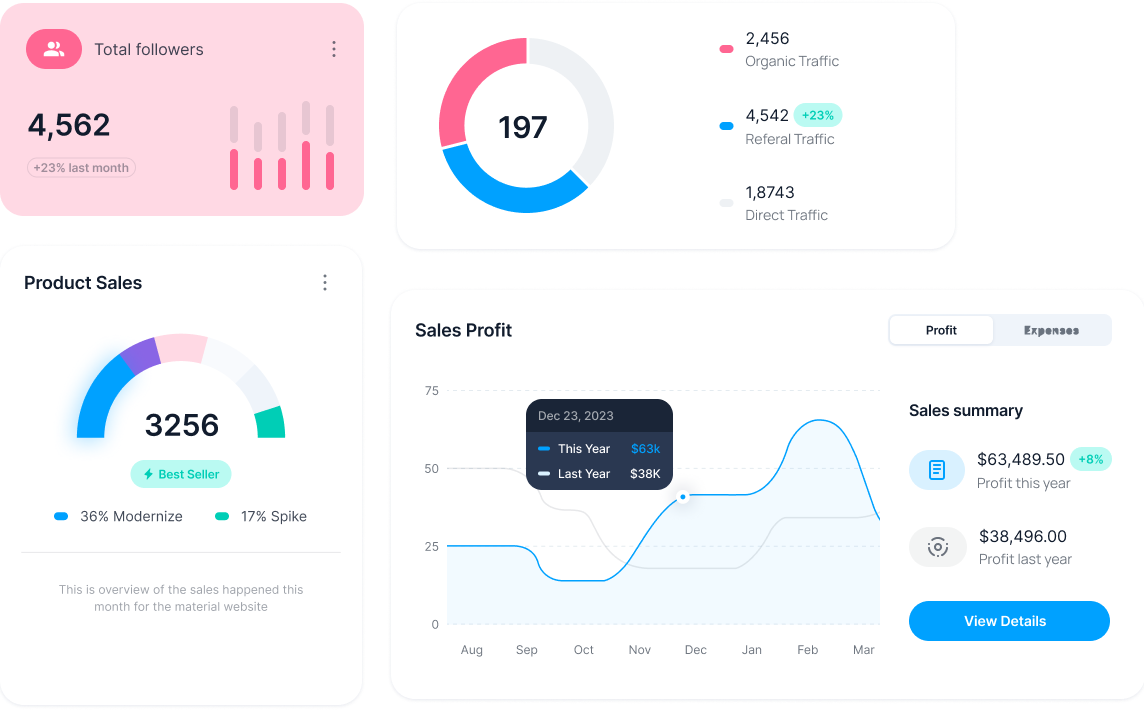 Total followers
4,562
+23% last month
197
2,456
Organic Traffic
4,542 +23%
Referal Traffic
1,8743
Direct Traffic
Product Sales
3256
Best Seller
36% Modernize 17% Spike
This is overview of the sales happened this
month for the material website
Sales Profit
Profit Expenses
75
50
25
0
Dec 23, 2023
This Year $63k
Last Year $38K
Aug Sep Oct Nov Dec Jan Feb Mar
Sales summary
$63,489.50 +8%
Profit this year
$38,496.00
Profit last year
View Details